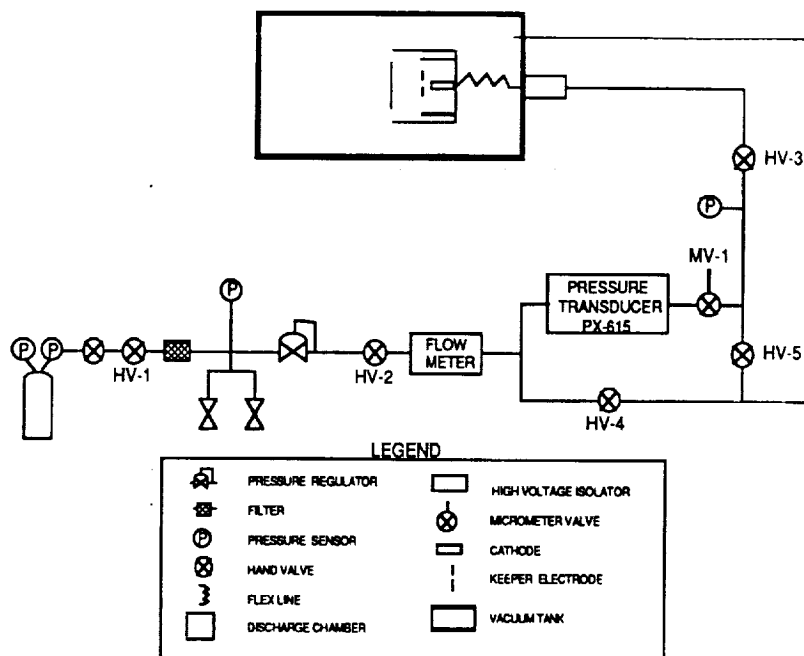 HV-3
P
MV-1
P
PRESSURE
TRANSDUCER
PX-615
P
P
FLOW
METER
HV-1
HV-2
HV-5
HV-4
LEGEND
PRESSURE REGULATOR
FILTER
P
PRESSURE SENSOR
HAND VALVE
FLEX LINE
DISCHARGE CHAMBER
HIGH VOLTAGE ISOLATOR
MICROMETER VALVE
CATHODE
KEEPER ELECTRODE
VACUUM TANK